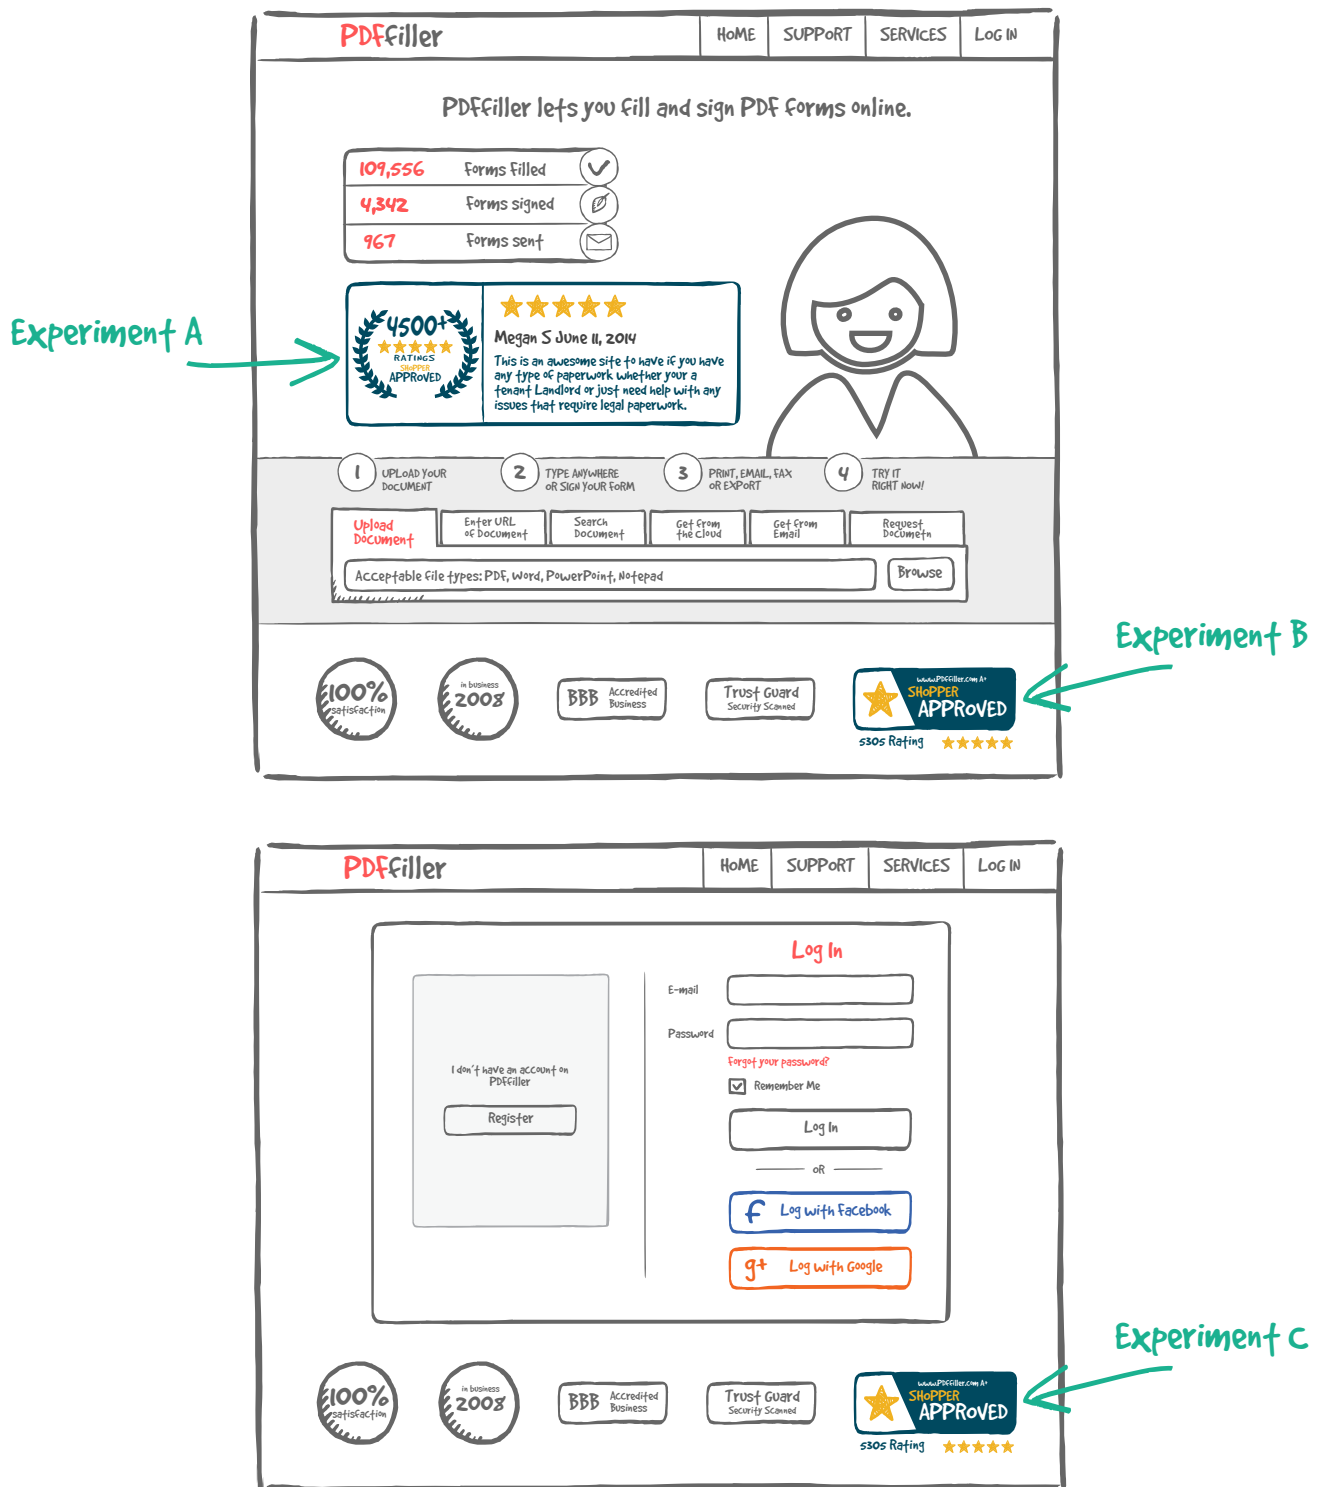 PDFfiller
HOME
SUPPORT
SERVICES
LOG IN
PDFfiller lets you fill and sign PDF forms online.
109,556 Forms Filled
4,342 Forms signed
967 Forms sent
Experiment A
4500+
RATINGS
SHOPPER
APPROVED
Megan S June 11, 2014
This is an awesome site to have if you have
any type of paperwork whether your a
tenant Landlord or just need help with any
issues that require legal paperwork.
1 UPLOAD YOUR
DOCUMENT
2 TYPE ANYWHERE
OR SIGN YOUR FORM
3 PRINT, EMAIL, FAX
OR EXPORT
4 TRY IT
RIGHT NOW!
Upload
Document
Enter URL
of Document
Search
Document
Get from
the Cloud
Get from
Email
Request
Documetn
Acceptable file types: PDF, Word, PowerPoint, Notepad
Browse
Experiment B
100%
satisfaction
in business
2008
BBB
Accredited
Business
Trust Guard
Security Scanned
www.PDffiller.com A+
SHOPPER
APPROVED
5305 Rating
PDFfiller
HOME
SUPPORT
SERVICES
LOG IN
Log In
E-mail
Password
Forgot your password?
Remember Me
I don't have an account on
PDFfiller
Register
Log In
OR
f Log with Facebook
g+ Log with Google
Experiment C
100%
satisfaction
in business
2008
BBB
Accredited
Business
Trust Guard
Security Scanned
www.PDffiller.com A+
SHOPPER
APPROVED
5305 Rating